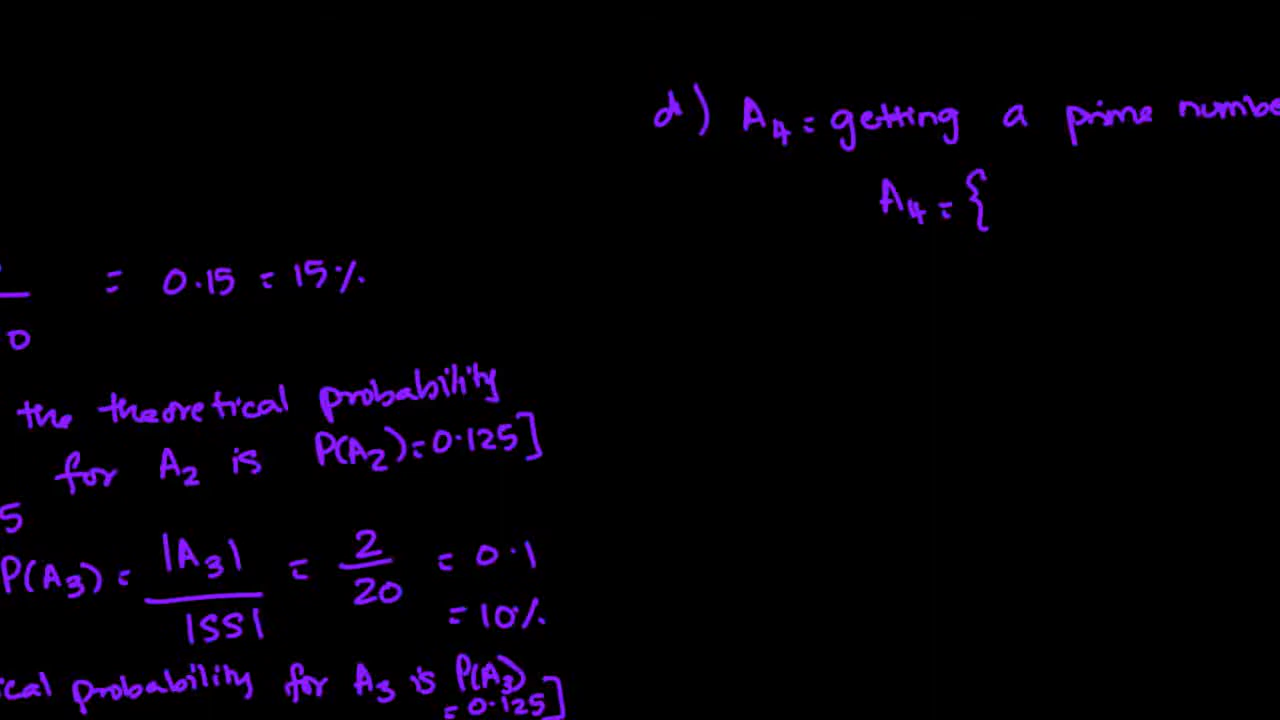 d) A₄ = getting a prime numbe
A₄ = {
= 0.15 = 15%
0
the theoretical probability
for A₂ is P(A₂) = 0.125]
5
P(A₃) = |A₃| / |SS| = 2/20 = 0.1
= 10%
ical probability for A₃ is P(A₃)
= 0.125]